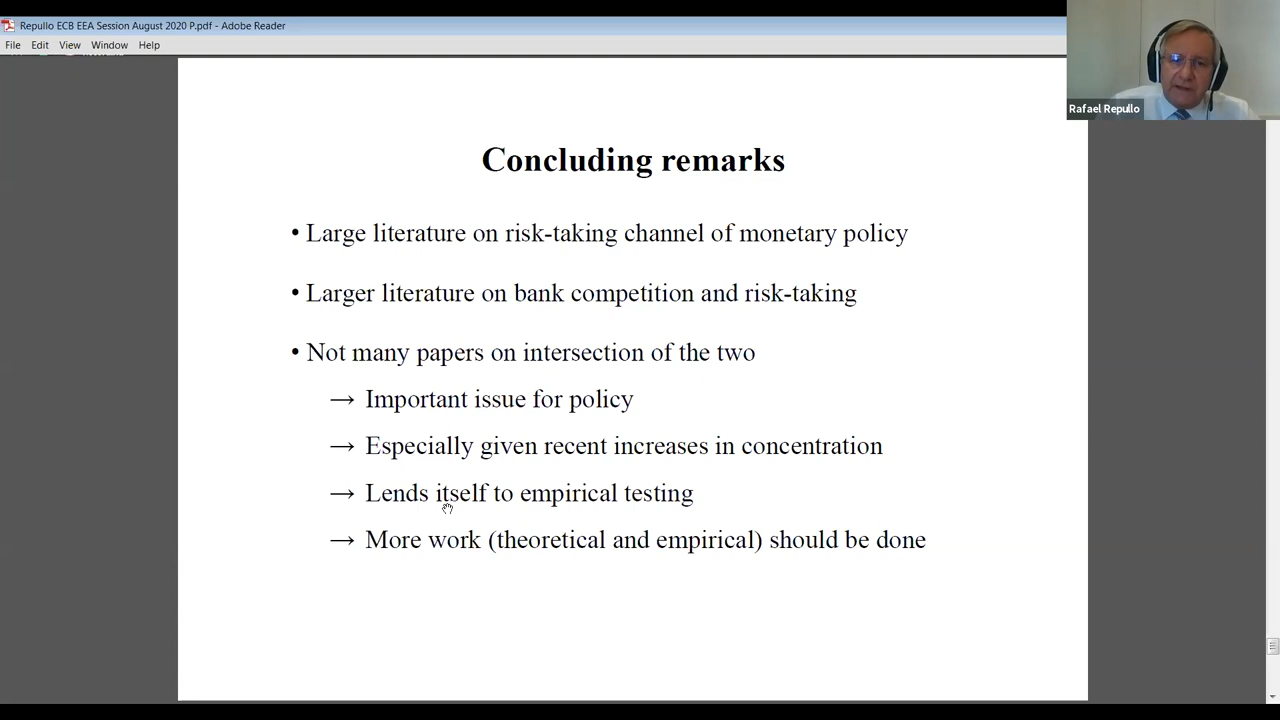 Repullo ECB EEA Session August 2020 P.pdf - Adobe Reader
File Edit View Window Help
Rafael Repullo
Concluding remarks
• Large literature on risk-taking channel of monetary policy
• Larger literature on bank competition and risk-taking
• Not many papers on intersection of the two
→ Important issue for policy
→ Especially given recent increases in concentration
→ Lends itself to empirical testing
→ More work (theoretical and empirical) should be done